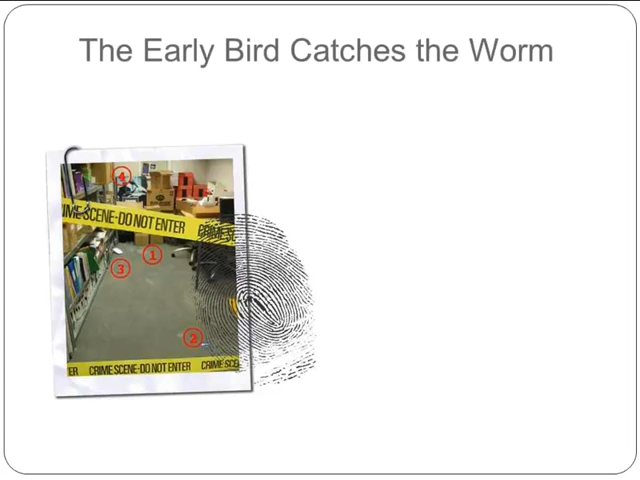 The Early Bird Catches the Worm
④
IME SCENE-DO NOT ENTER CRIME SC
①
③
②
ER CRIME SCENE-DO NOT ENTER CRIME SCE